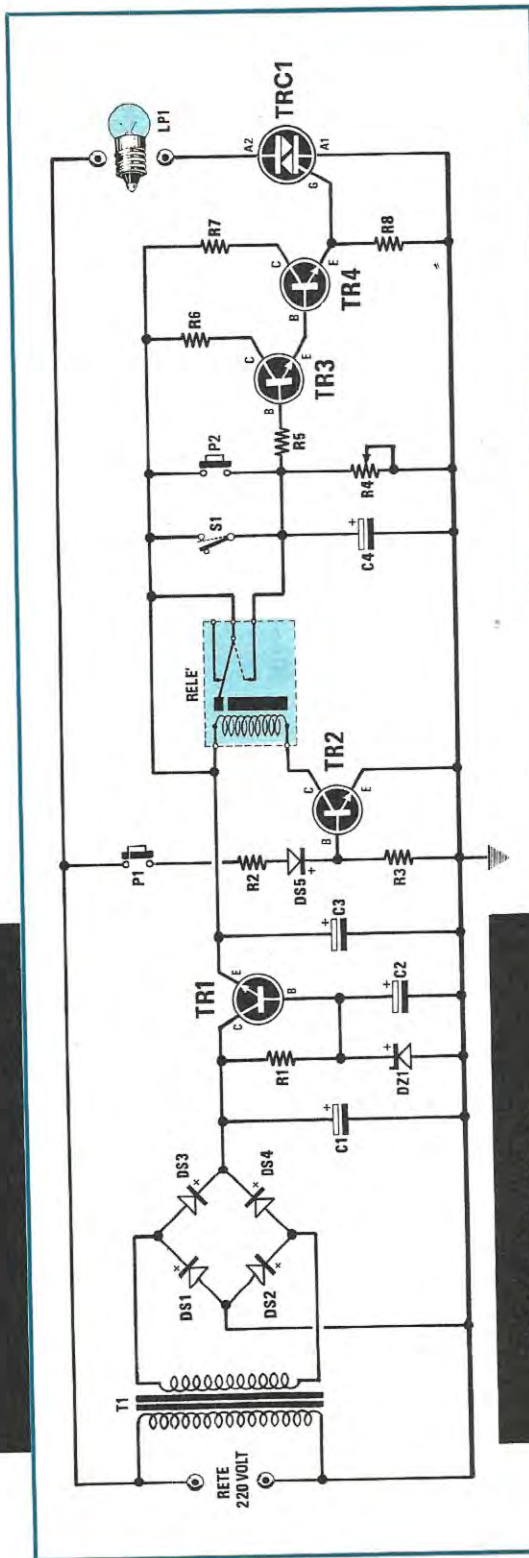 RETE
220 VOLT
T1
DS1
DS3
DS2
DS4
C1
R1
DZ1
C2
TR1
C
E
B
C3
P1
R2
DS5
R3
TR2
B
C
E
RELE'
S1
P2
C4
R4
R5
TR3
B
C
E
R6
TR4
B
C
E
R7
R8
TRC1
A2
G
A1
LP1